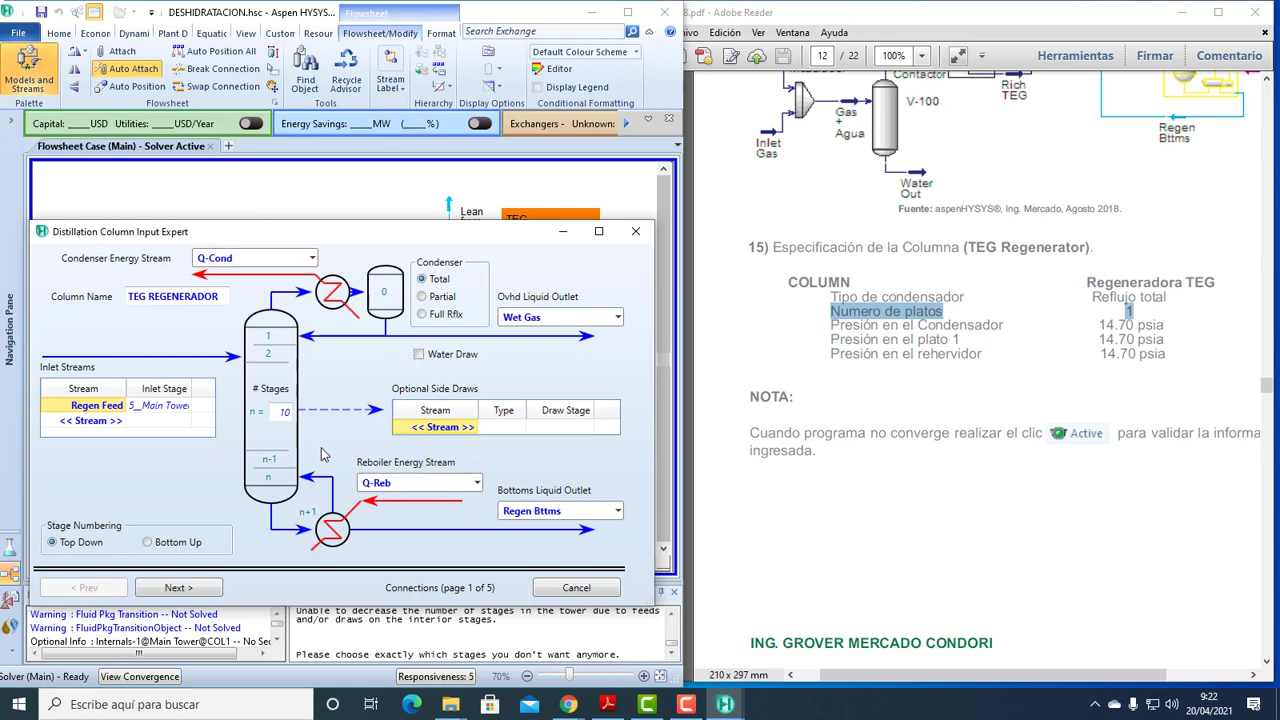 DESHIDRATACION.hsc - Aspen HYSYS...
Flowsheet
File Home Econom Dynami Plant D Equatic View Custom Resour Flowsheet/Modify Format Search Exchange
Models and Streams
Palette
Attach
Auto Attach
Auto Position
Auto Position All
Break Connection
Swap Connection
Flowsheet
Find Object
Recycle Advisor
Tools
Stream Label
Hierarchy
Display Options
Default Colour Scheme
Editor
Display Legend
Conditional Formatting
Capital: ____USD Utilities: ____USD/Year
Energy Savings: ____MW (____%)
Exchangers - Unknown:
Flowsheet Case (Main) - Solver Active
Navigation Pane
Lean
TEG
Distillation Column Input Expert
Condenser Energy Stream
Q-Cond
Column Name
TEG REGENERADOR
Condenser
Total
Partial
Full Rflx
0
Ovhd Liquid Outlet
Wet Gas
Water Draw
1
2
Inlet Streams
Stream Inlet Stage
Regen Feed 5__Main Tower
<< Stream >>
# Stages
n = 10
n-1
n
n+1
Optional Side Draws
Stream Type Draw Stage
<< Stream >>
Reboiler Energy Stream
Q-Reb
Bottoms Liquid Outlet
Regen Bttms
Stage Numbering
Top Down
Bottom Up
< Prev
Next >
Connections (page 1 of 5)
Cancel
Warning : Fluid Pkg Transition -- Not Solved
Warning : FluidPkgTransitionObject -- Not Solved
Optional Info : Internals-1@Main Tower@COL1 -- No Sec
Unable to decrease the number of stages in the tower due to feeds
and/or draws on the interior stages.
Please choose exactly which stages you don't want anymore.
Solver (Main) - Ready
View Convergence
Responsiveness: 5
70%
8.pdf - Adobe Reader
Edición Ver Ventana Ayuda
12 / 22
100%
Herramientas
Firmar
Comentario
Contactor
V-100
Rich
TEG
Gas
+
Agua
Inlet
Gas
Water
Out
Regen
Bttms
Fuente: aspenHYSYS®, Ing. Mercado, Agosto 2018.
15) Especificación de la Columna (TEG Regenerator).
COLUMN Regeneradora TEG
Tipo de condensador Reflujo total
Numero de platos 1
Presión en el Condensador 14.70 psia
Presión en el plato 1 14.70 psia
Presión en el rehervidor 14.70 psia
NOTA:
Cuando programa no converge realizar el clic Active para validar la informa
ingresada.
ING. GROVER MERCADO CONDORI
210 x 297 mm
Escribe aquí para buscar
9:22
20/04/2021